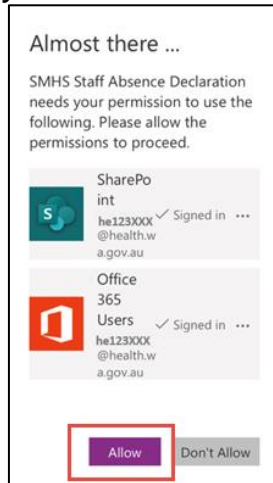 Almost there ...
SMHS Staff Absence Declaration
needs your permission to use the
following. Please allow the
permissions to proceed.
SharePo
int
he123XXX
@health.w
a.gov.au
Signed in ...
Office
365
Users
he123XXX
@health.w
a.gov.au
Signed in ...
Allow
Don't Allow